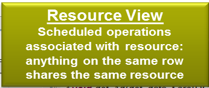 Resource View
Scheduled operations
associated with resource:
anything on the same row
shares the same resource